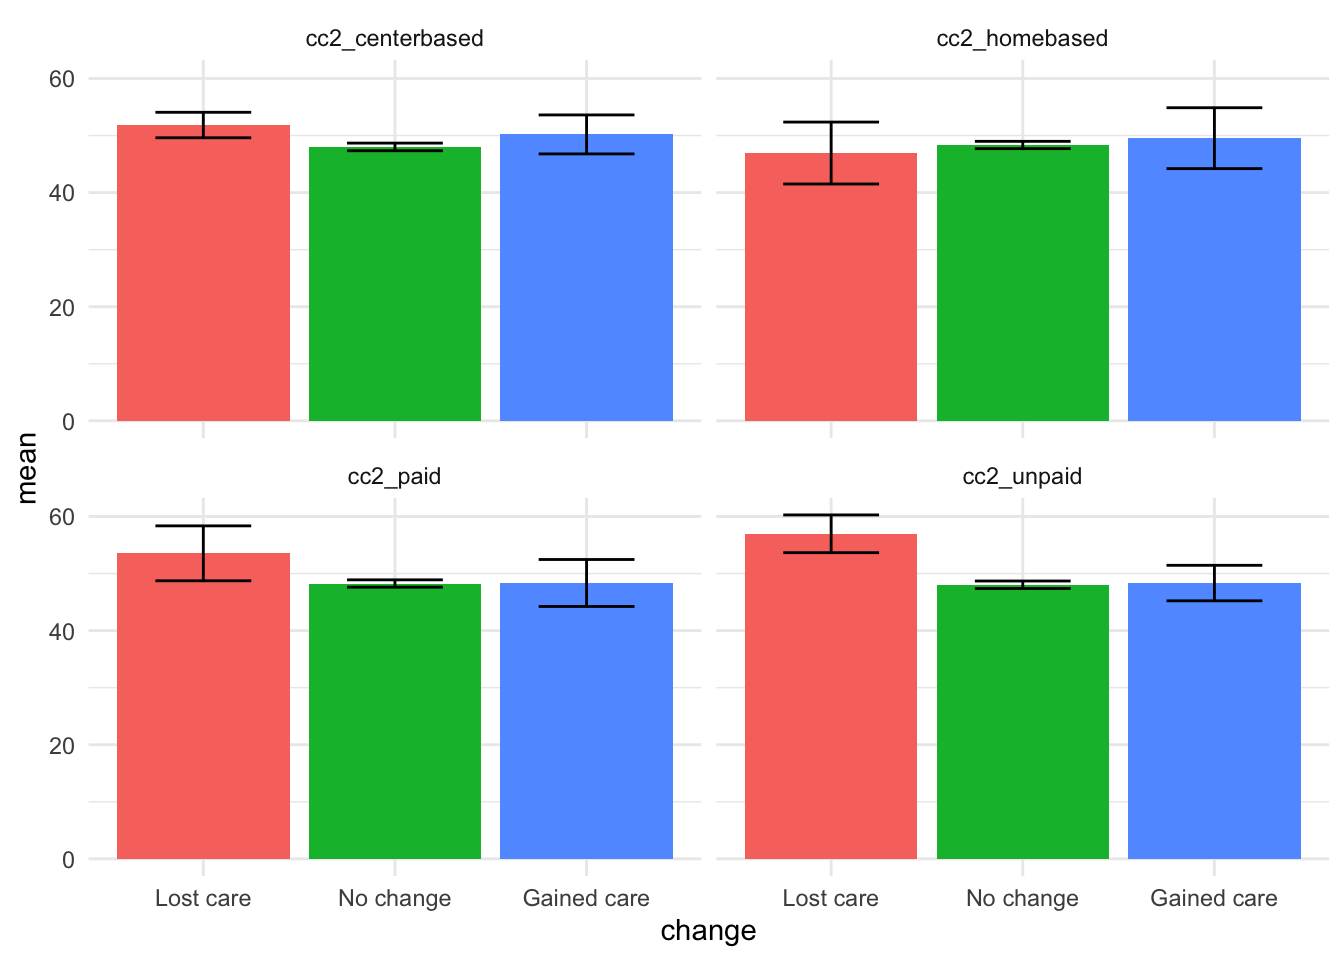 cc2_centerbased
cc2_homebased
60
40
20
0
cc2_paid
cc2_unpaid
60
40
20
0
mean
Lost care No change Gained care
Lost care No change Gained care
change